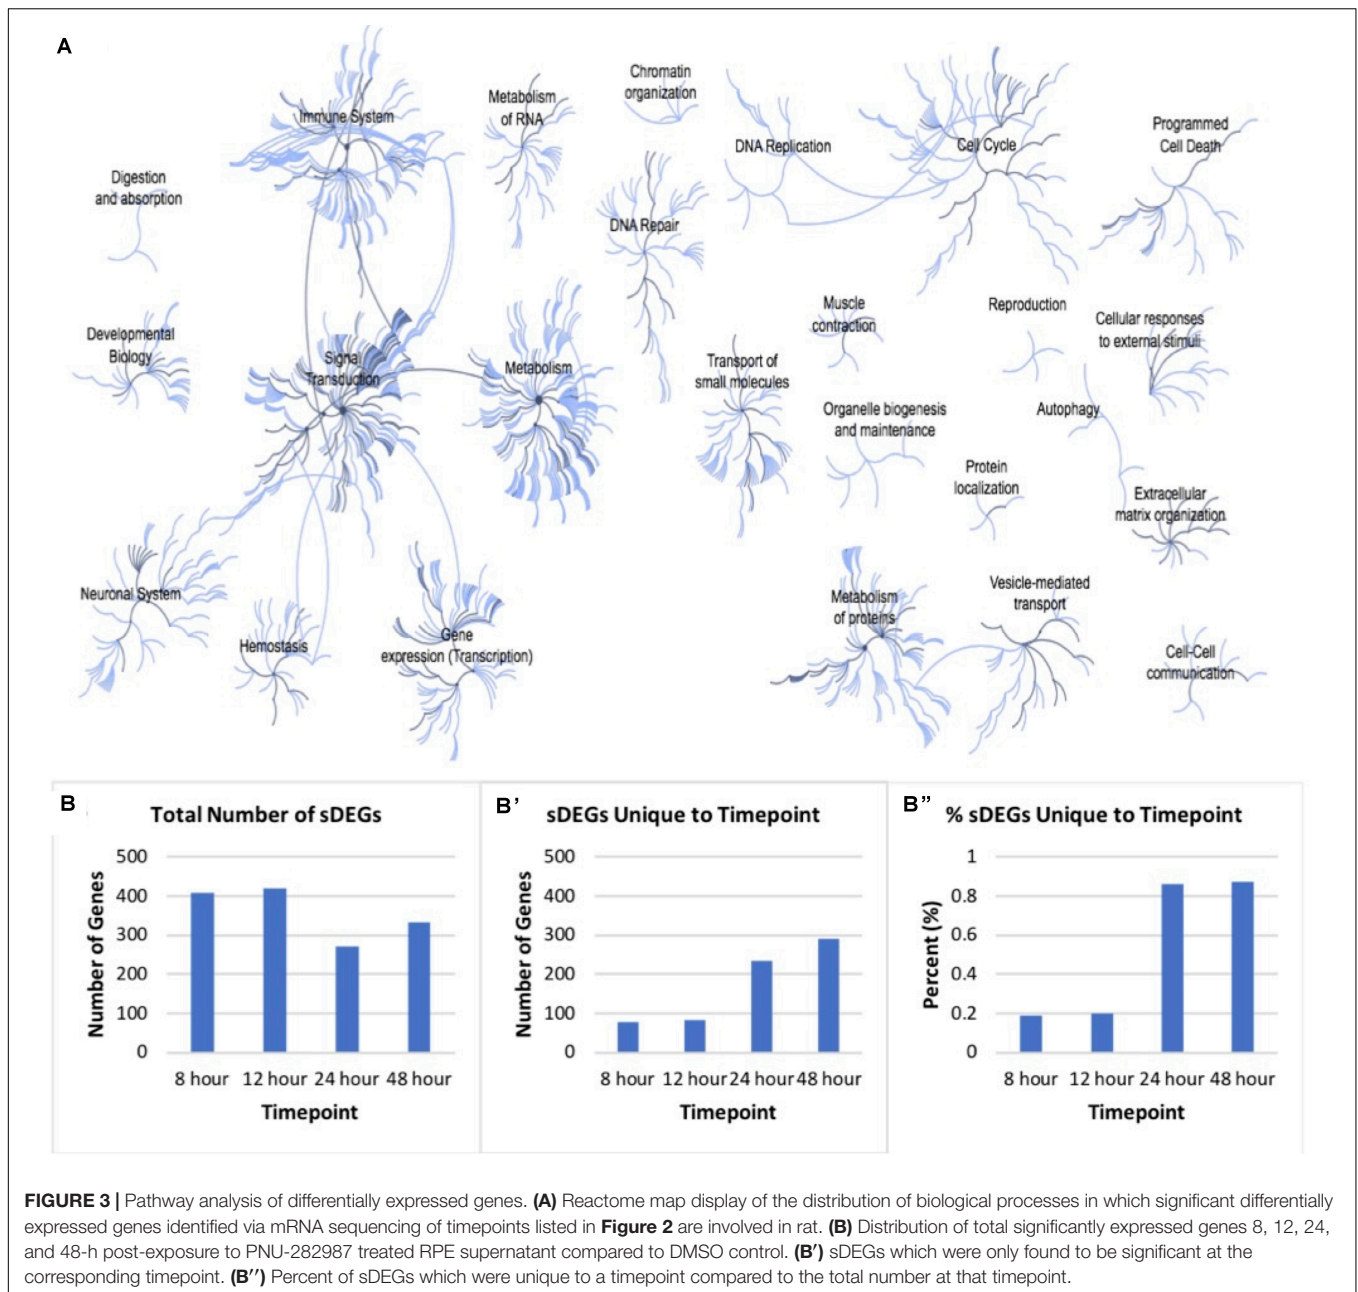 A
Immune System
Metabolism
of RNA
Chromatin
organization
DNA Replication
Cell Cycle
Programmed
Cell Death
Digestion
and absorption
DNA Repair
Developmental
Biology
Signal
Transduction
Metabolism
Transport of
small molecules
Muscle
contraction
Reproduction
Cellular responses
to external stimuli
Organelle biogenesis
and maintenance
Autophagy
Protein
localization
Extracellular
matrix organization
Neuronal System
Hemostasis
Gene
expression (Transcription)
Metabolism
of proteins
Vesicle-mediated
transport
Cell-Cell
communication
B
Total Number of sDEGs
500
400
300
200
100
0
Number of Genes
8 hour 12 hour 24 hour 48 hour
Timepoint
B'
sDEGs Unique to Timepoint
500
400
300
200
100
0
Number of Genes
8 hour 12 hour 24 hour 48 hour
Timepoint
B''
% sDEGs Unique to Timepoint
1
0.8
0.6
0.4
0.2
0
Percent (%)
8 hour 12 hour 24 hour 48 hour
Timepoint
FIGURE 3 | Pathway analysis of differentially expressed genes. (A) Reactome map display of the distribution of biological processes in which significant differentially
expressed genes identified via mRNA sequencing of timepoints listed in Figure 2 are involved in rat. (B) Distribution of total significantly expressed genes 8, 12, 24,
and 48-h post-exposure to PNU-282987 treated RPE supernatant compared to DMSO control. (B′) sDEGs which were only found to be significant at the
corresponding timepoint. (B′′) Percent of sDEGs which were unique to a timepoint compared to the total number at that timepoint.